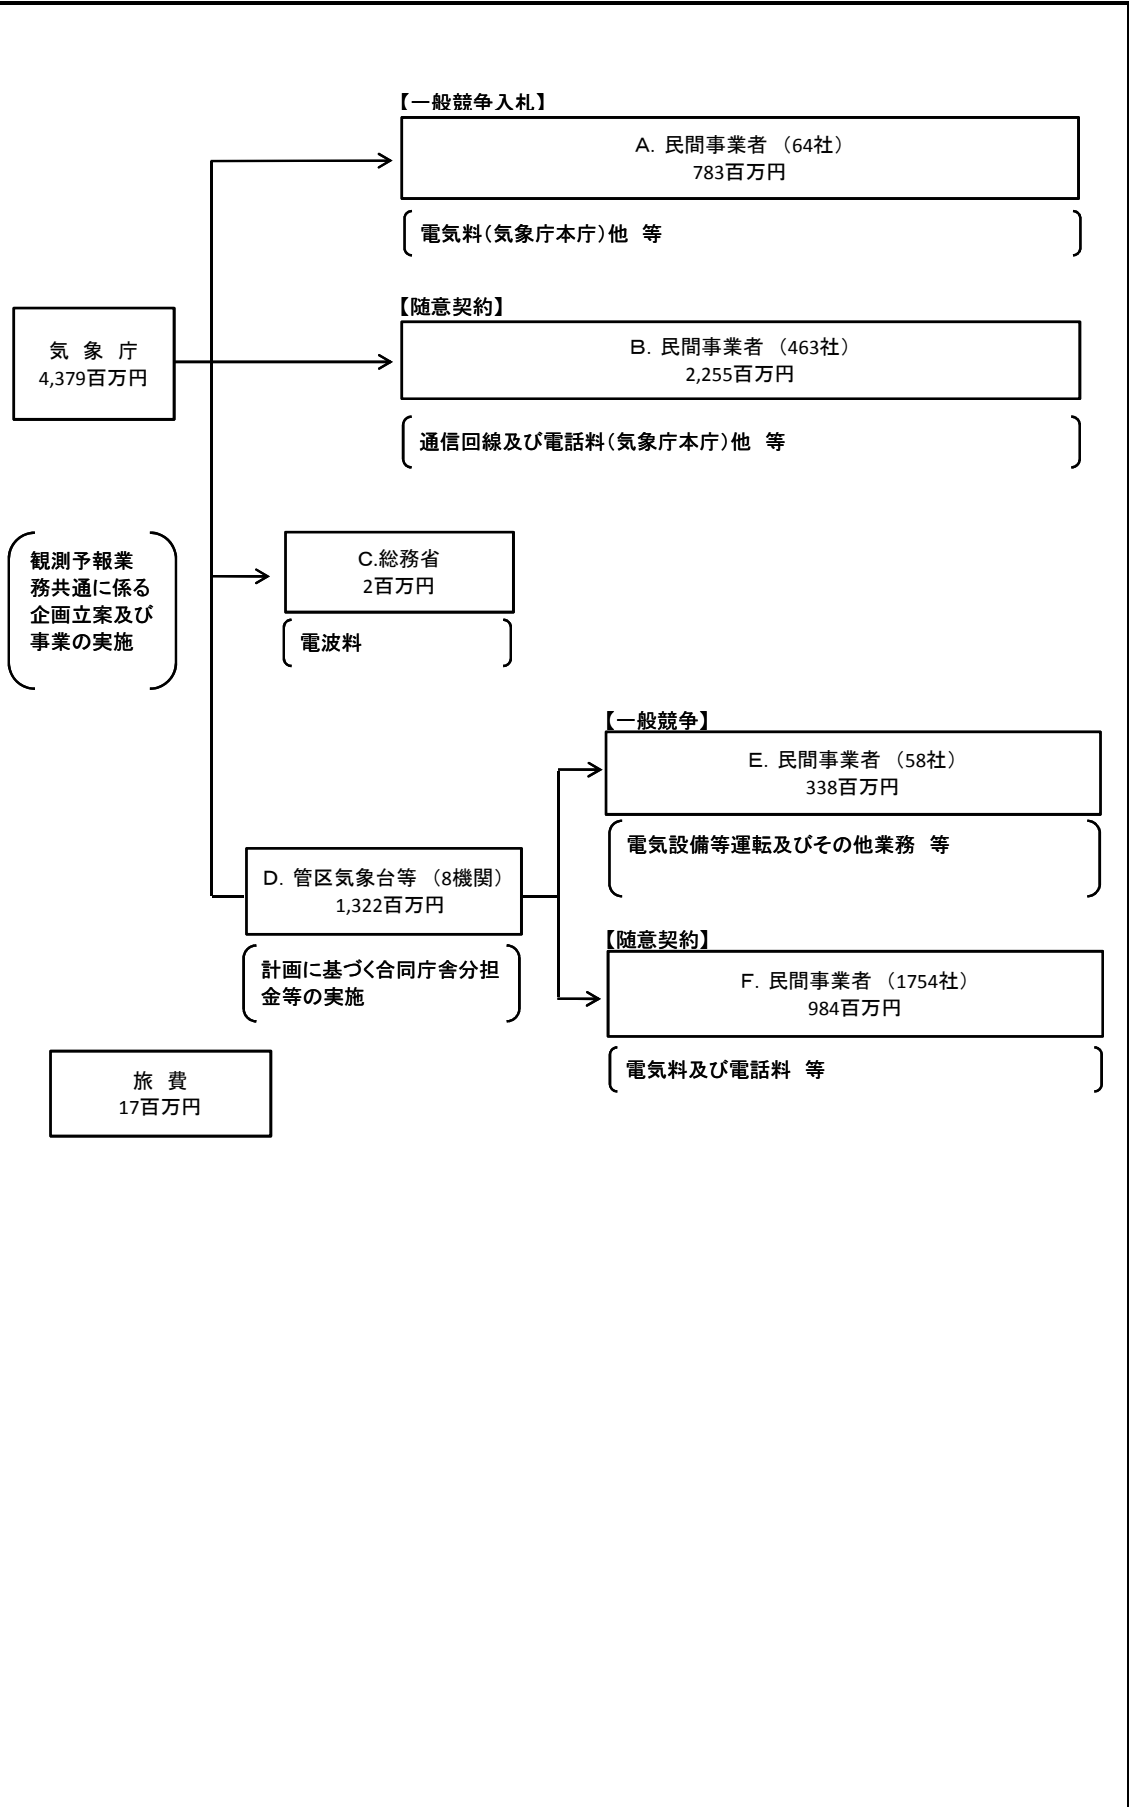 【一般競争入札】
A. 民間事業者 （64社）
783百万円
電気料（気象庁本庁）他　等
【随意契約】
気 象 庁
4,379百万円
B. 民間事業者 （463社）
2,255百万円
通信回線及び電話料（気象庁本庁）他　等
観測予報業
務共通に係る
企画立案及び
事業の実施
C.総務省
2百万円
電波料
【一般競争】
E. 民間事業者 （58社）
338百万円
電気設備等運転及びその他業務　等
D. 管区気象台等 （8機関）
1,322百万円
計画に基づく合同庁舎分担
金等の実施
【随意契約】
F. 民間事業者 （1754社）
984百万円
電気料及び電話料　等
旅 費
17百万円